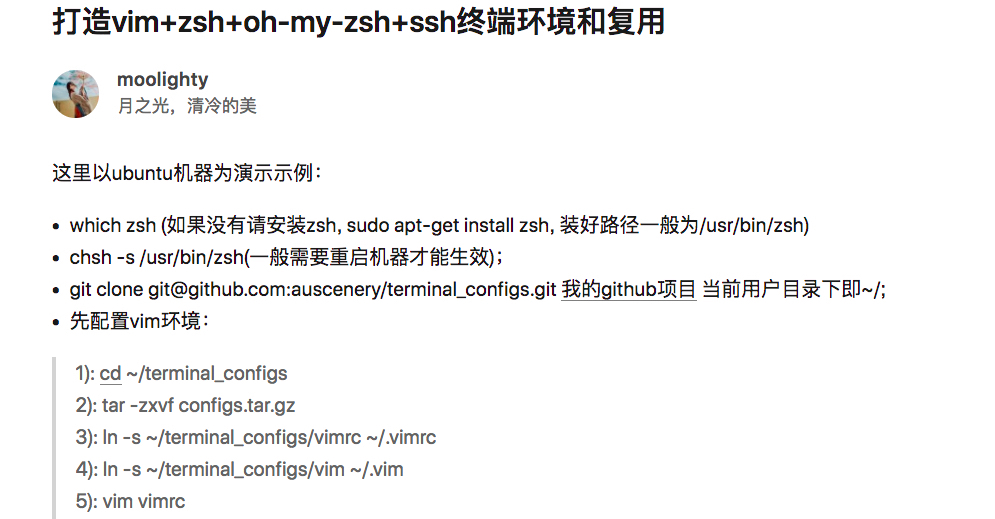 打造vim+zsh+oh-my-zsh+ssh终端环境和复用
moolighty
月之光，清冷的美
这里以ubuntu机器为演示示例：
• which zsh (如果没有请安装zsh, sudo apt-get install zsh, 装好路径一般为/usr/bin/zsh)
• chsh -s /usr/bin/zsh(一般需要重启机器才能生效)；
• git clone git@github.com:auscenery/terminal_configs.git 我的github项目 当前用户目录下即~/;
• 先配置vim环境：
1): cd ~/terminal_configs
2): tar -zxvf configs.tar.gz
3): ln -s ~/terminal_configs/vimrc ~/.vimrc
4): ln -s ~/terminal_configs/vim ~/.vim
5): vim vimrc